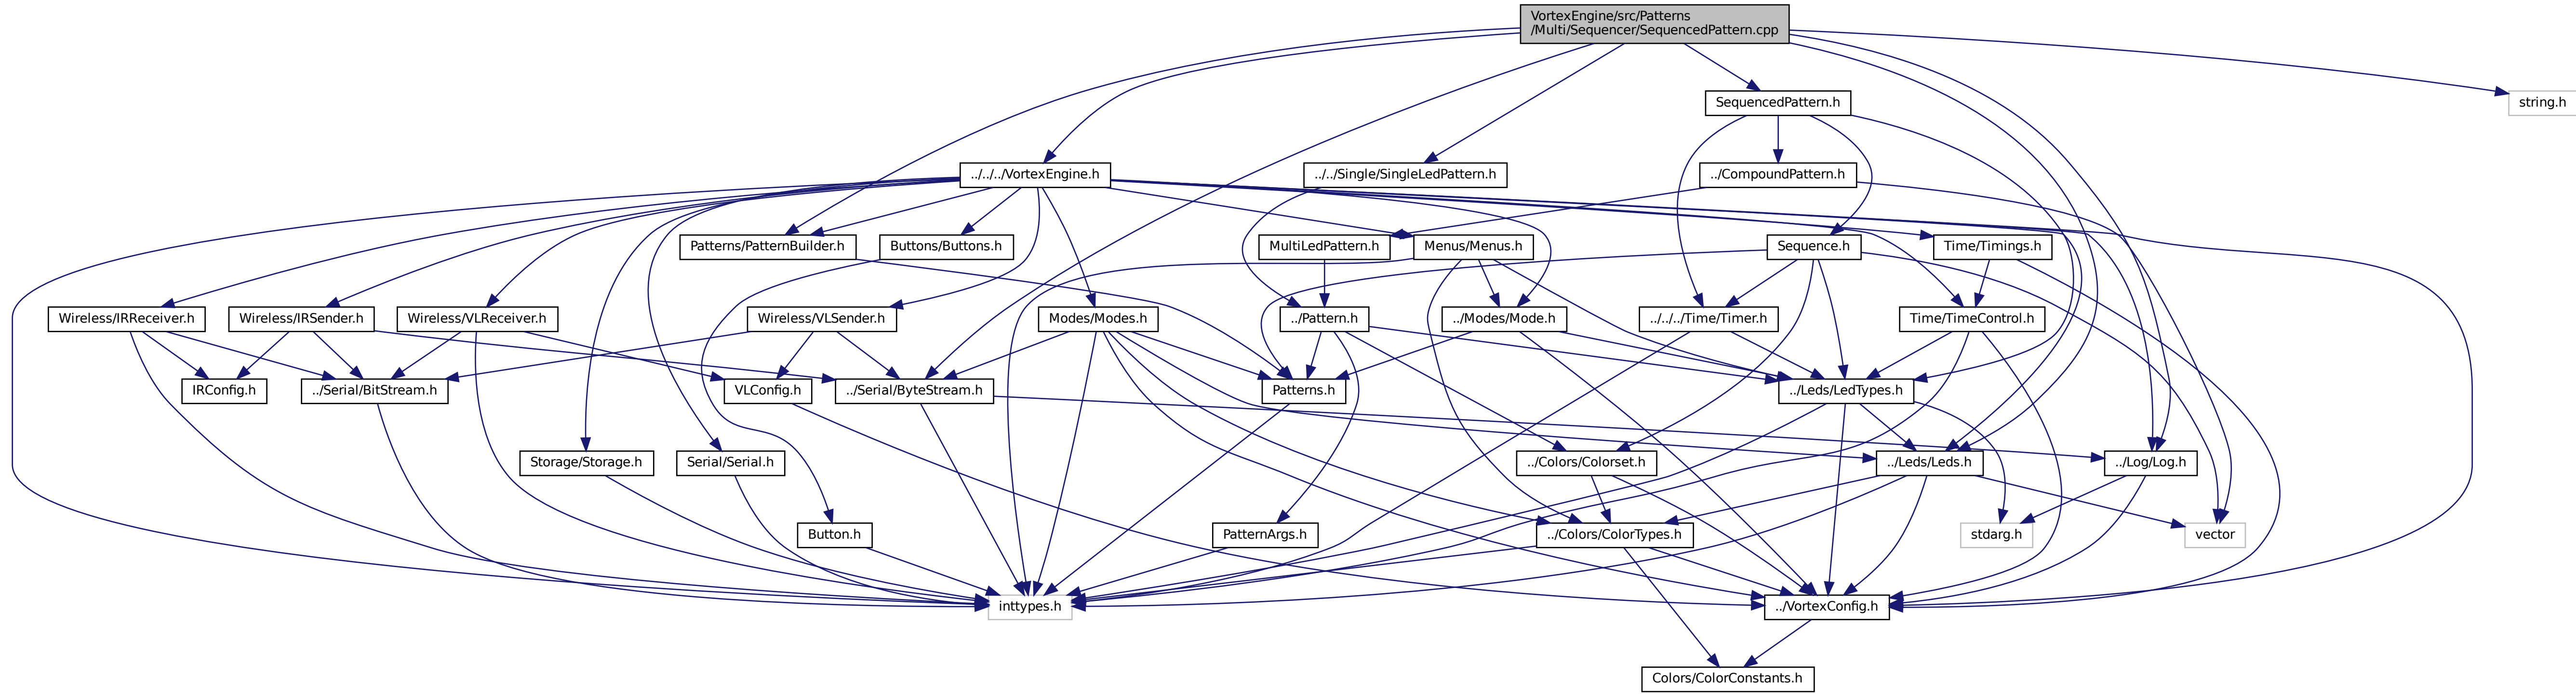 VortexEngine/src/Patterns
/Multi/Sequencer/SequencedPattern.cpp
SequencedPattern.h
string.h
../../../VortexEngine.h
../../Single/SingleLedPattern.h
../CompoundPattern.h
Patterns/PatternBuilder.h
Buttons/Buttons.h
MultiLedPattern.h
Menus/Menus.h
Sequence.h
Time/Timings.h
Wireless/IRReceiver.h
Wireless/IRSender.h
Wireless/VLReceiver.h
Wireless/VLSender.h
Modes/Modes.h
../Pattern.h
../Modes/Mode.h
../../../Time/Timer.h
Time/TimeControl.h
IRConfig.h
../Serial/BitStream.h
VLConfig.h
../Serial/ByteStream.h
Patterns.h
../Leds/LedTypes.h
Storage/Storage.h
Serial/Serial.h
../Colors/Colorset.h
../Leds/Leds.h
../Log/Log.h
Button.h
PatternArgs.h
../Colors/ColorTypes.h
stdarg.h
vector
inttypes.h
../VortexConfig.h
Colors/ColorConstants.h